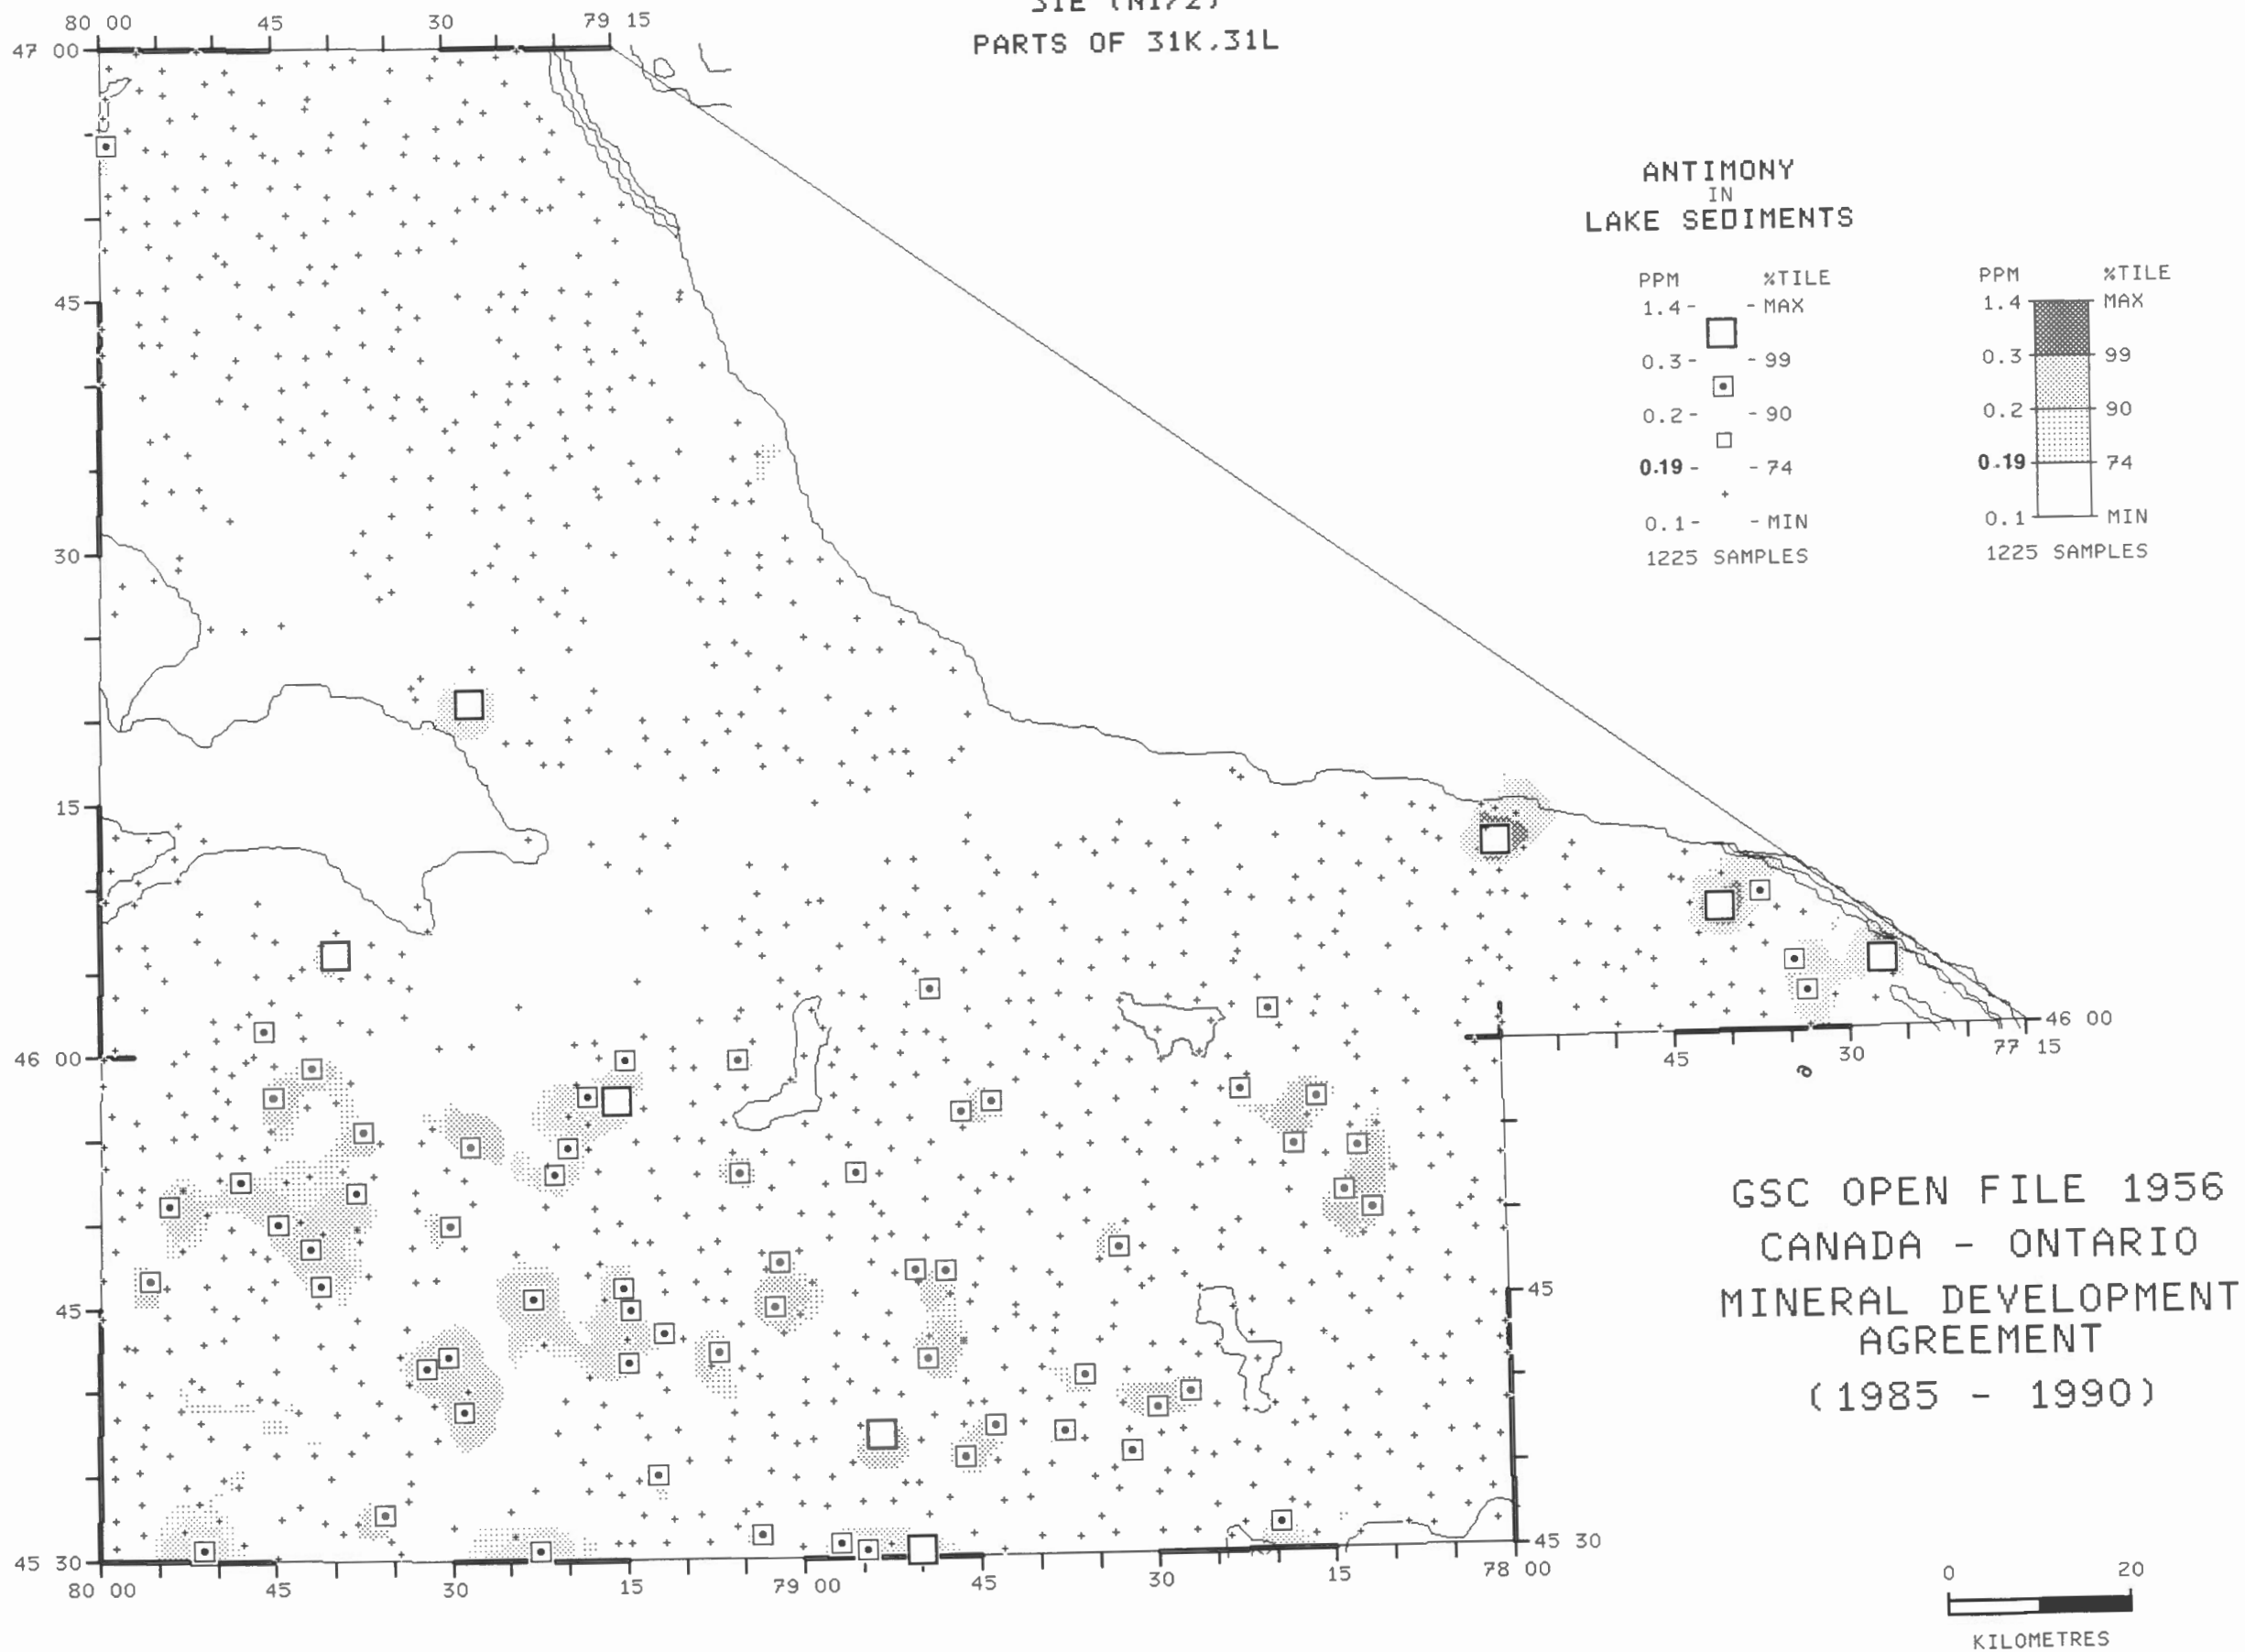 PARTS OF 31K,31L
80 00
45
30
79 15
47 00
45
30
15
46 00
45
45 30
80 00
45
30
15
79 00
45
30
15
78 00
45 30
45
45
30
77 15
46 00
ANTIMONY
IN
LAKE SEDIMENTS
PPM %TILE
1.4 - - MAX
0.3 - - 99
0.2 - - 90
0.19 - - 74
0.1 - - MIN
1225 SAMPLES
PPM %TILE
1.4 MAX
0.3 99
0.2 90
0.19 74
0.1 MIN
1225 SAMPLES
GSC OPEN FILE 1956
CANADA - ONTARIO
MINERAL DEVELOPMENT
AGREEMENT
(1985 - 1990)
0 20
KILOMETRES